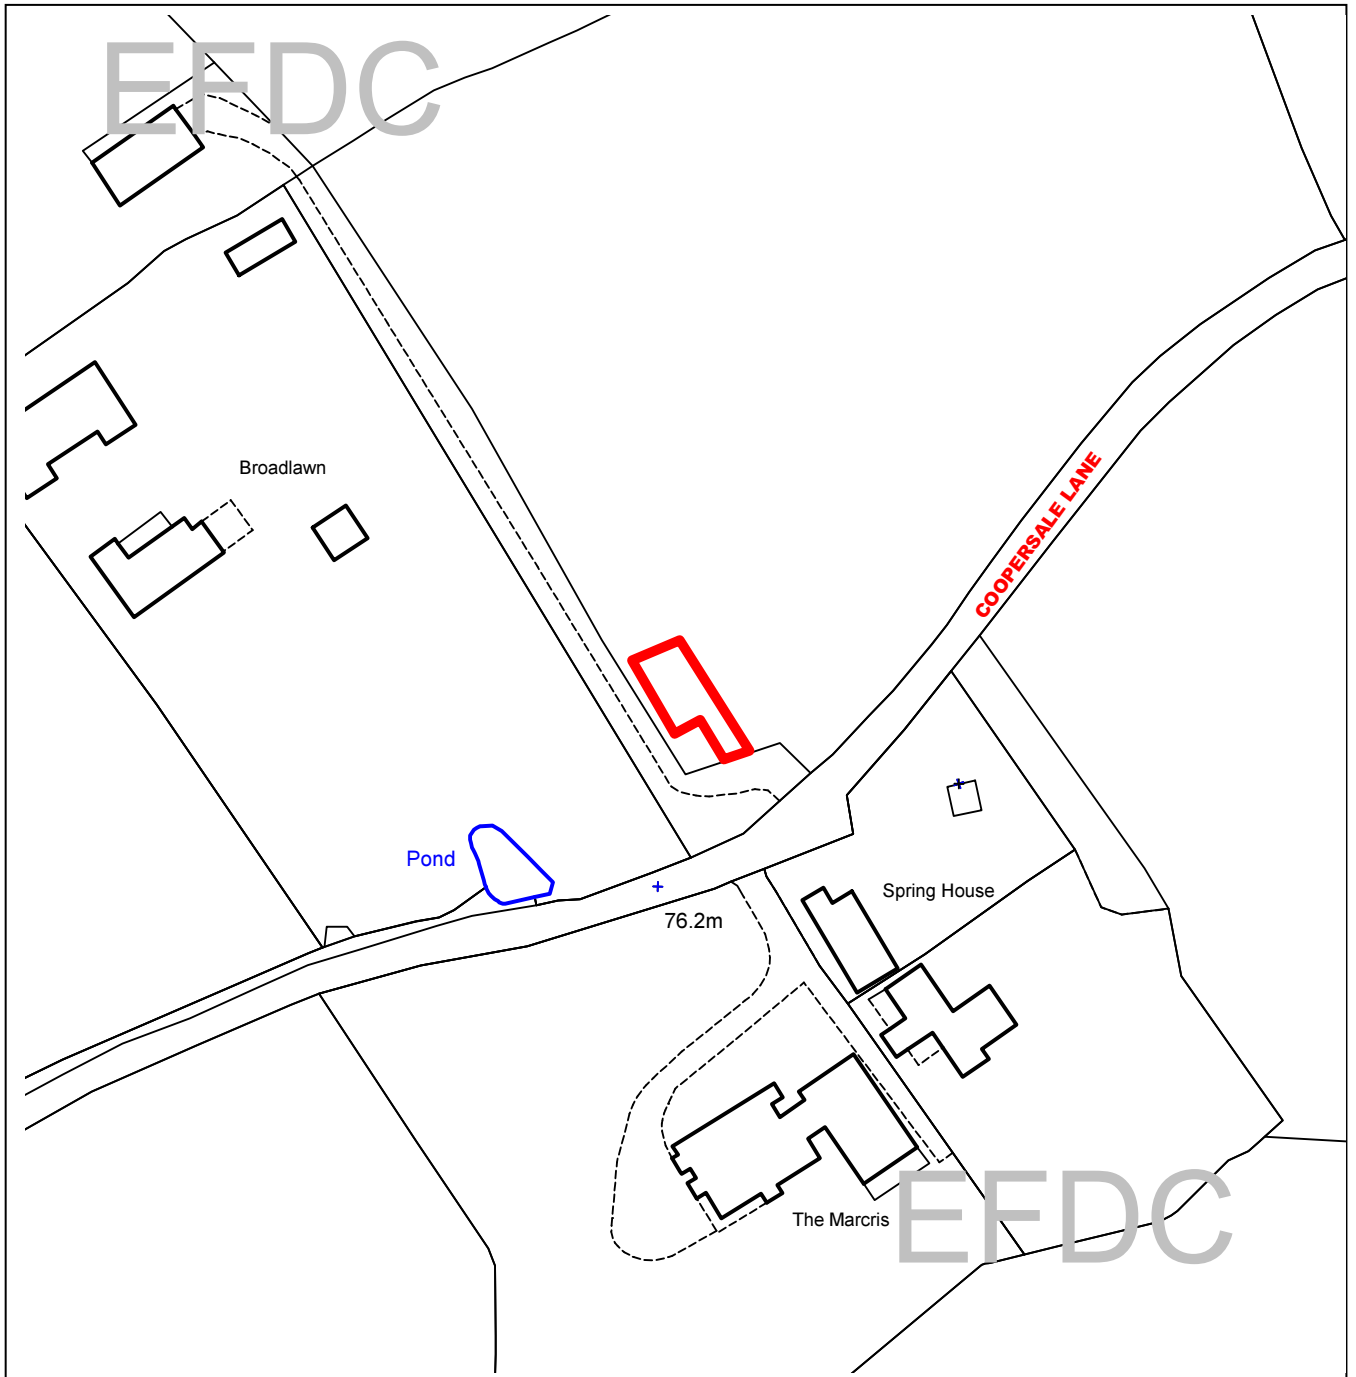 EFDC
Broadlawn
COOPERSALE LANE
Pond
Spring House
76.2m
The Marcris
EFDC